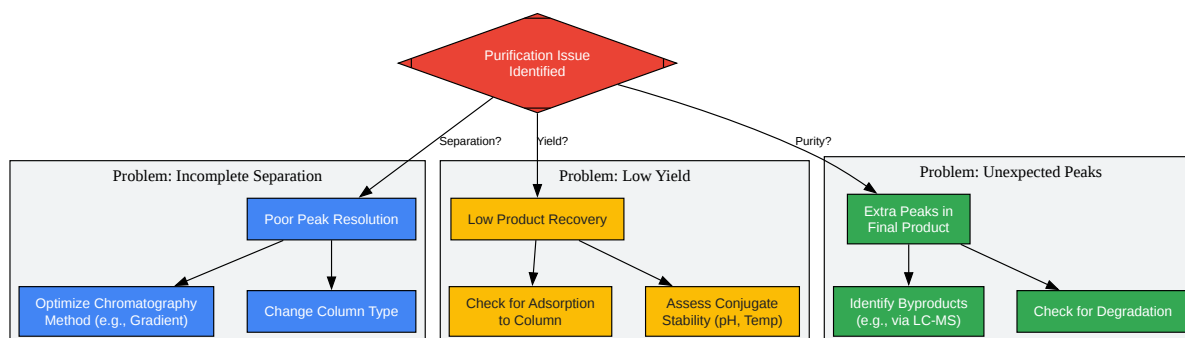 Purification Issue
Identified
Separation?
Yield?
Purity?
Problem: Incomplete Separation
Problem: Low Yield
Problem: Unexpected Peaks
Poor Peak Resolution
Low Product Recovery
Extra Peaks in
Final Product
Optimize Chromatography
Method (e.g., Gradient)
Change Column Type
Check for Adsorption
to Column
Assess Conjugate
Stability (pH, Temp)
Identify Byproducts
(e.g., via LC-MS)
Check for Degradation